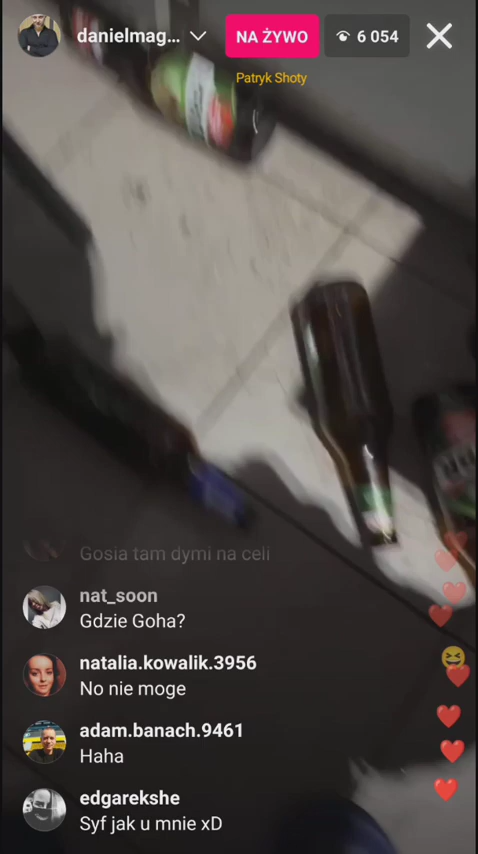 danielmag...
NA ŻYWO
6 054
Patryk Shoty
Gosia tam dymi na celi
nat_soon
Gdzie Goha?
natalia.kowalik.3956
No nie moge
adam.banach.9461
Haha
edgarekshe
Syf jak u mnie xD